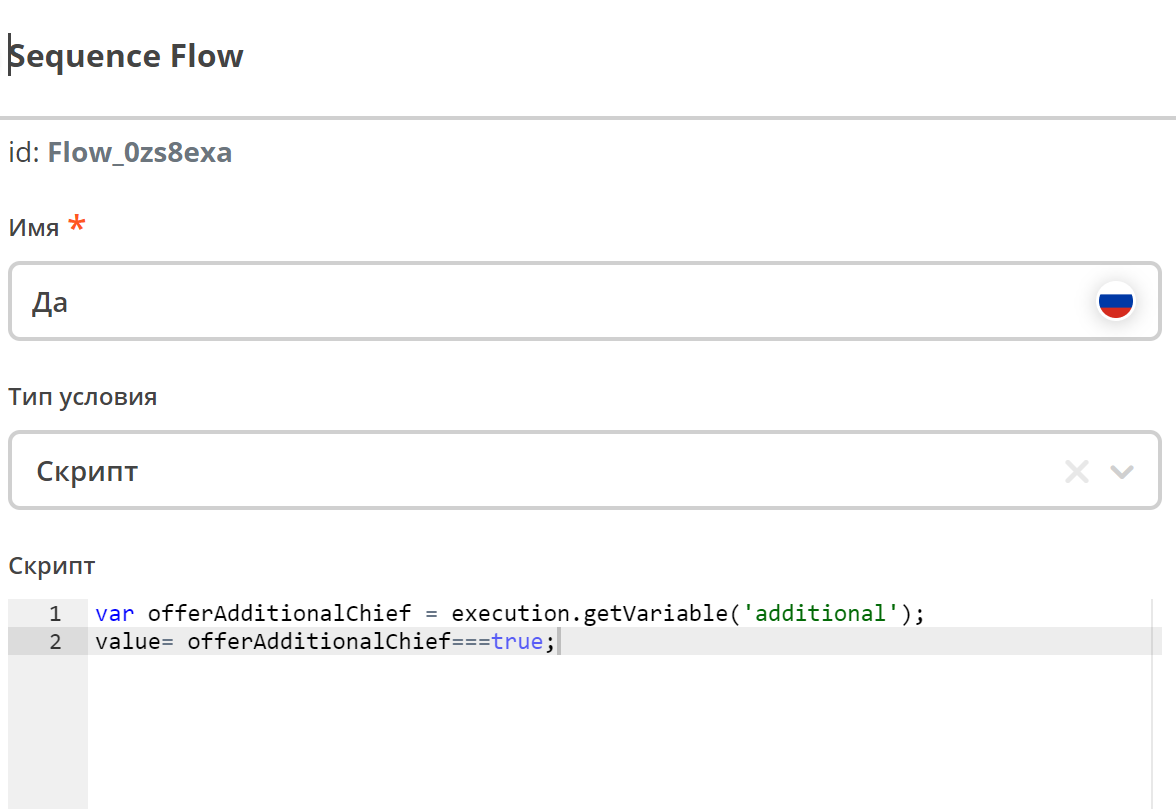 Sequence Flow
id: Flow_0zs8exa
Имя *
Да
Тип условия
Скрипт
Скрипт
1 var offerAdditionalChief = execution.getVariable('additional');
2 value= offerAdditionalChief===true;